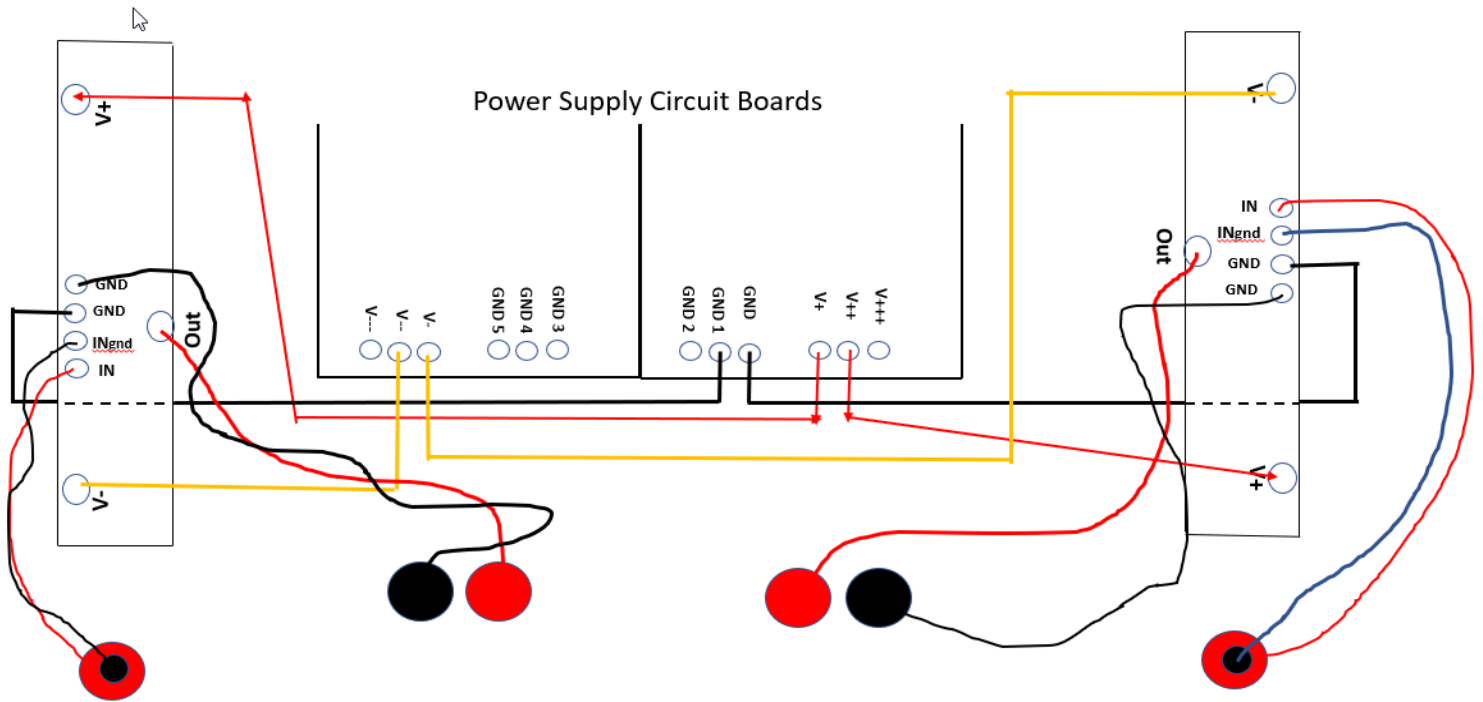 Power Supply Circuit Boards
V+
GND
GND
INgnd
IN
Out
V-
V---
V--
V-
GND 5
GND 4
GND 3
GND 2
GND 1
GND
V+
V++
V+++
V-
IN
INgnd
GND
GND
Out
V+